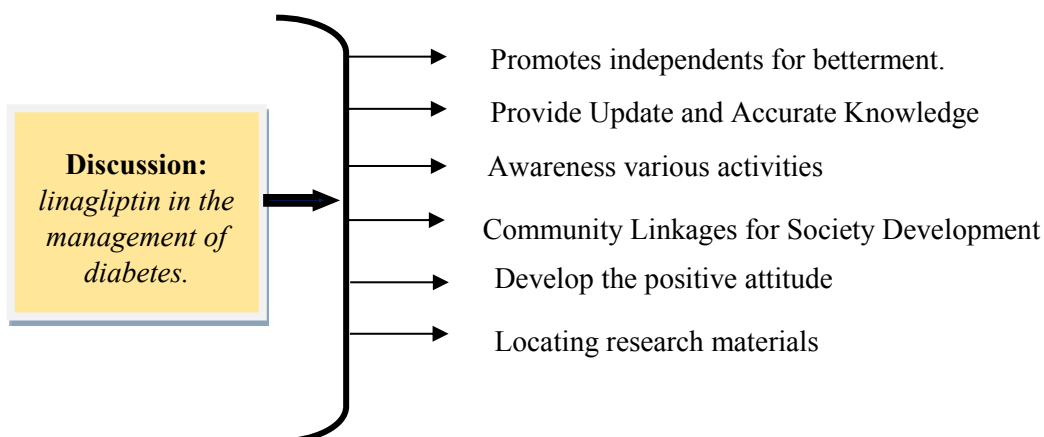 Discussion:
linagliptin in the
management of
diabetes.
Promotes independents for betterment.
Provide Update and Accurate Knowledge
Awareness various activities
Community Linkages for Society Development
Develop the positive attitude
Locating research materials